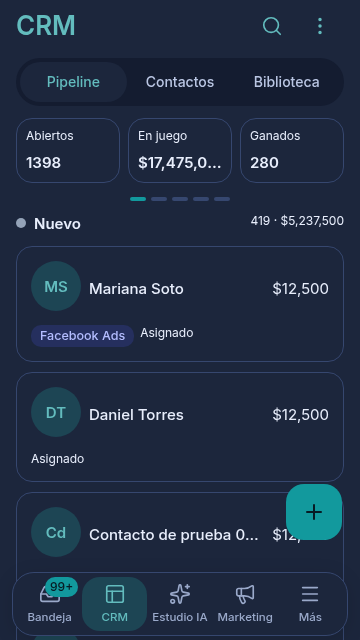 CRM
Pipeline
Contactos
Biblioteca
Abiertos
1398
En juego
$17,475,0...
Ganados
280
Nuevo
419 · $5,237,500
MS
Mariana Soto
$12,500
Facebook Ads
Asignado
DT
Daniel Torres
$12,500
Asignado
Cd
Contacto de prueba 0...
$12,
99+
Bandeja
CRM
Estudio IA
Marketing
Más